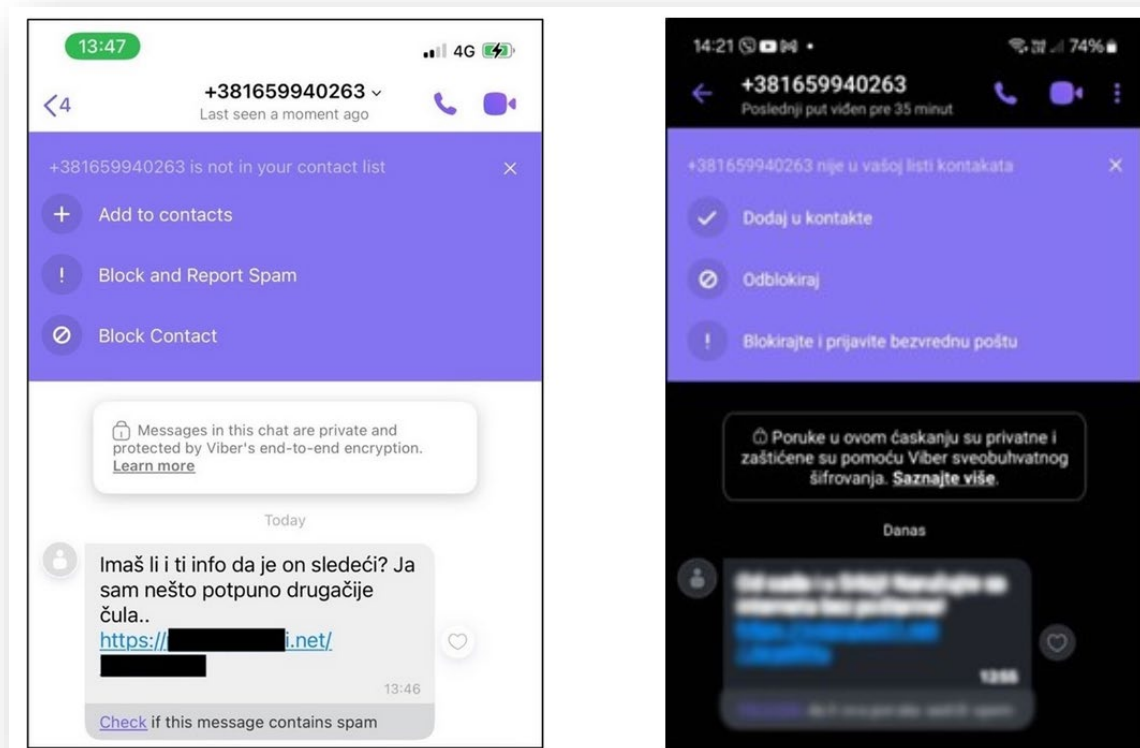 13:47
4G
4
+381659940263
Last seen a moment ago
+381659940263 is not in your contact list
Add to contacts
Block and Report Spam
Block Contact
Messages in this chat are private and
protected by Viber's end-to-end encryption.
Learn more
Today
Imaš li i ti info da je on sledeći? Ja
sam nešto potpuno drugačije
čula..
https://
i.net/
13:46
Check if this message contains spam
14:21
74%
+381659940263
Poslednji put viđen pre 35 minut
+381659940263 nije u vašoj listi kontakata
Dodaj u kontakte
Odblokiraj
Blokirajte i prijavite bezvrednu poštu
Poruke u ovom ćaskanju su privatne i
zaštićene su pomoću Viber sveobuhvatnog
šifrovanja. Saznajte više.
Danas